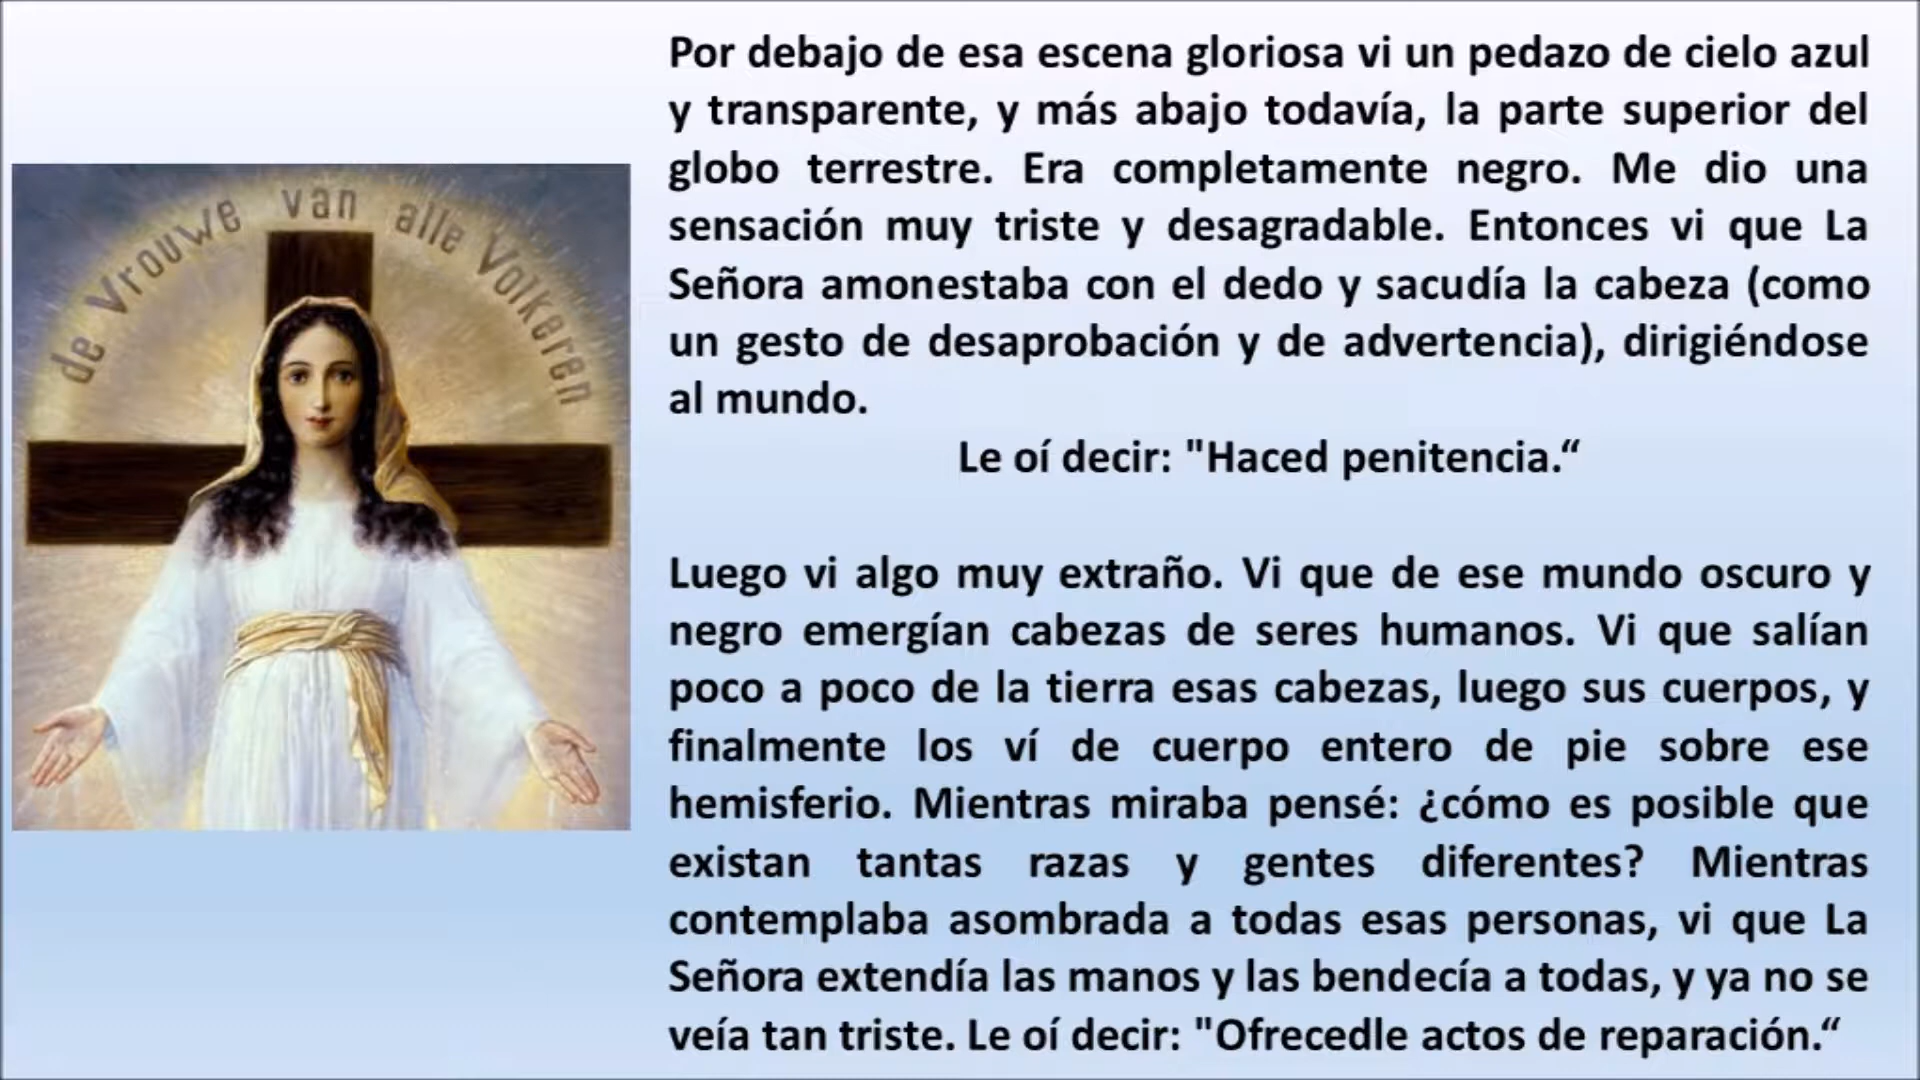 de Vrouwe van alle Volkeren
Por debajo de esa escena gloriosa vi un pedazo de cielo azul
y transparente, y más abajo todavía, la parte superior del
globo terrestre. Era completamente negro. Me dio una
sensación muy triste y desagradable. Entonces vi que La
Señora amonestaba con el dedo y sacudía la cabeza (como
un gesto de desaprobación y de advertencia), dirigiéndose
al mundo.
Le oí decir: "Haced penitencia.“
Luego vi algo muy extraño. Vi que de ese mundo oscuro y
negro emergían cabezas de seres humanos. Vi que salían
poco a poco de la tierra esas cabezas, luego sus cuerpos, y
finalmente los ví de cuerpo entero de pie sobre ese
hemisferio. Mientras miraba pensé: ¿cómo es posible que
existan tantas razas y gentes diferentes? Mientras
contemplaba asombrada a todas esas personas, vi que La
Señora extendía las manos y las bendecía a todas, y ya no se
veía tan triste. Le oí decir: "Ofrecedle actos de reparación.“